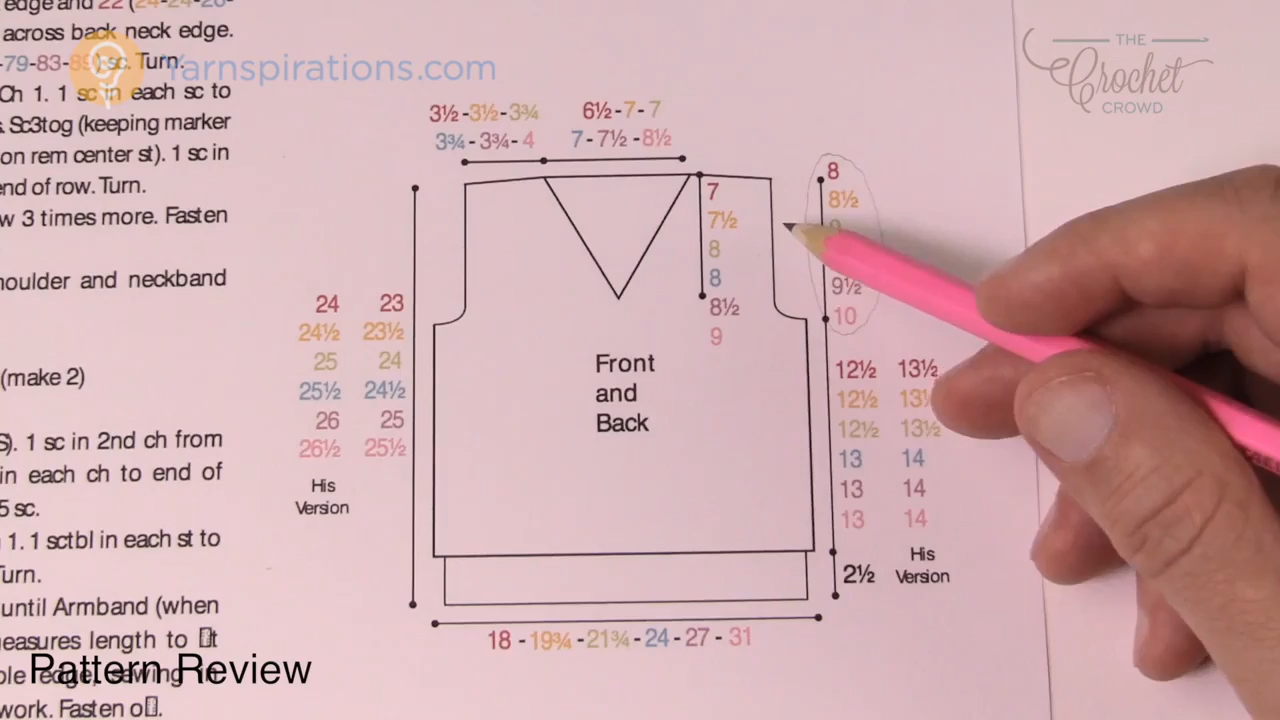 edge and 22 (24-24-26-
across back neck edge.
-79-83-89) sc. Turn.
Ch 1. 1 sc in each sc to
Sc3tog (keeping marker
on rem center st). 1 sc in
end of row. Turn.
3 times more. Fasten
shoulder and neckband
(make 2)
1 sc in 2nd ch from
in each ch to end of
5 sc.
1. 1 sctbl in each st to
Turn.
until Armband (when
measures length to
edge, sewing in
work. Fasten
Yarnspirations.com
THE
Crochet
CROWD
3½-3½-3¾
3¾-3¾-4
6½-7-7
7-7½-8½
7
7½
8
8
8½
9
8
8½
9½
10
24 23
24½ 23½
25 24
25½ 24½
26 25
26½ 25½
His
Version
Front
and
Back
12½ 13½
12½
12½ 13½
13 14
13 14
13 14
His
Version
2½
18-19¾-21¾-24-27-31
Pattern Review